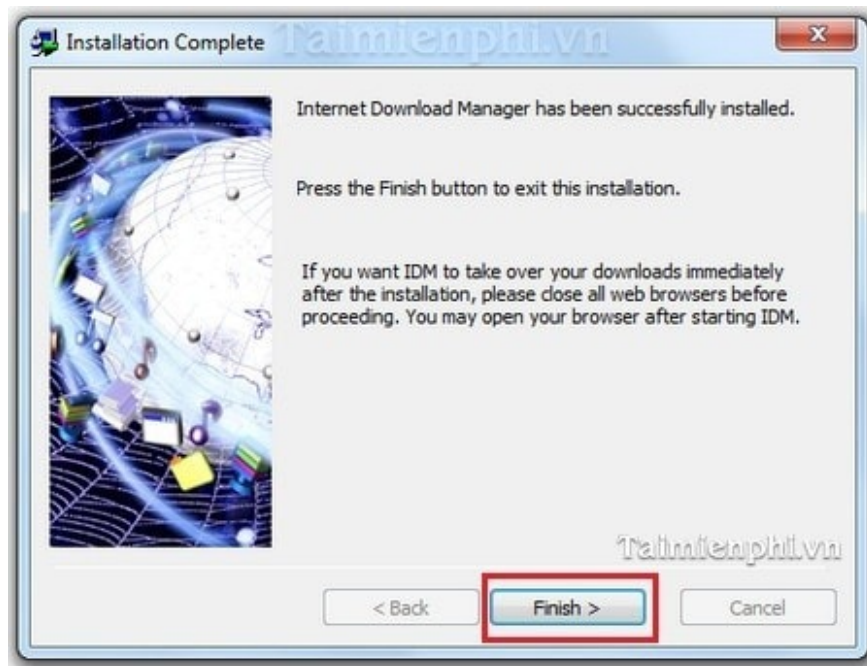 Installation Complete
Taimienphi.vn
x
Internet Download Manager has been successfully installed.
Press the Finish button to exit this installation.
If you want IDM to take over your downloads immediately
after the installation, please close all web browsers before
proceeding. You may open your browser after starting IDM.
Taimienphi.vn
< Back
Finish >
Cancel